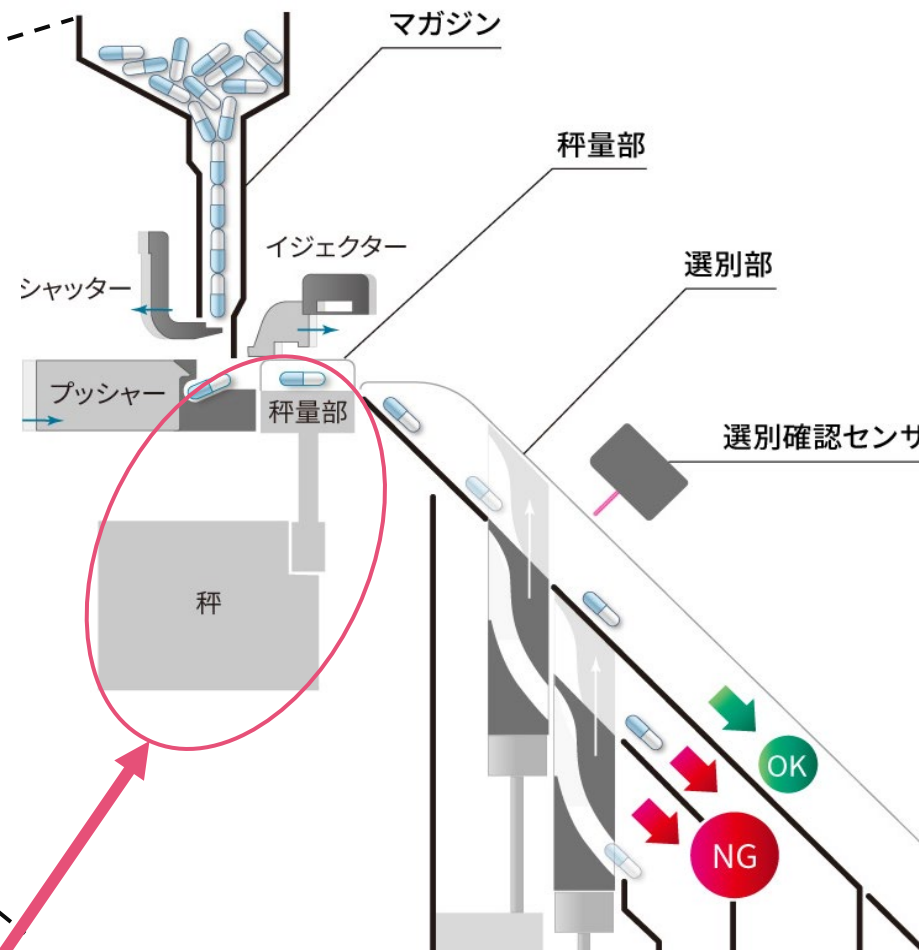 マガジン
秤量部
イジェクター
選別部
シャッター
プッシャー
秤量部
選別確認センサ
秤
OK
NG